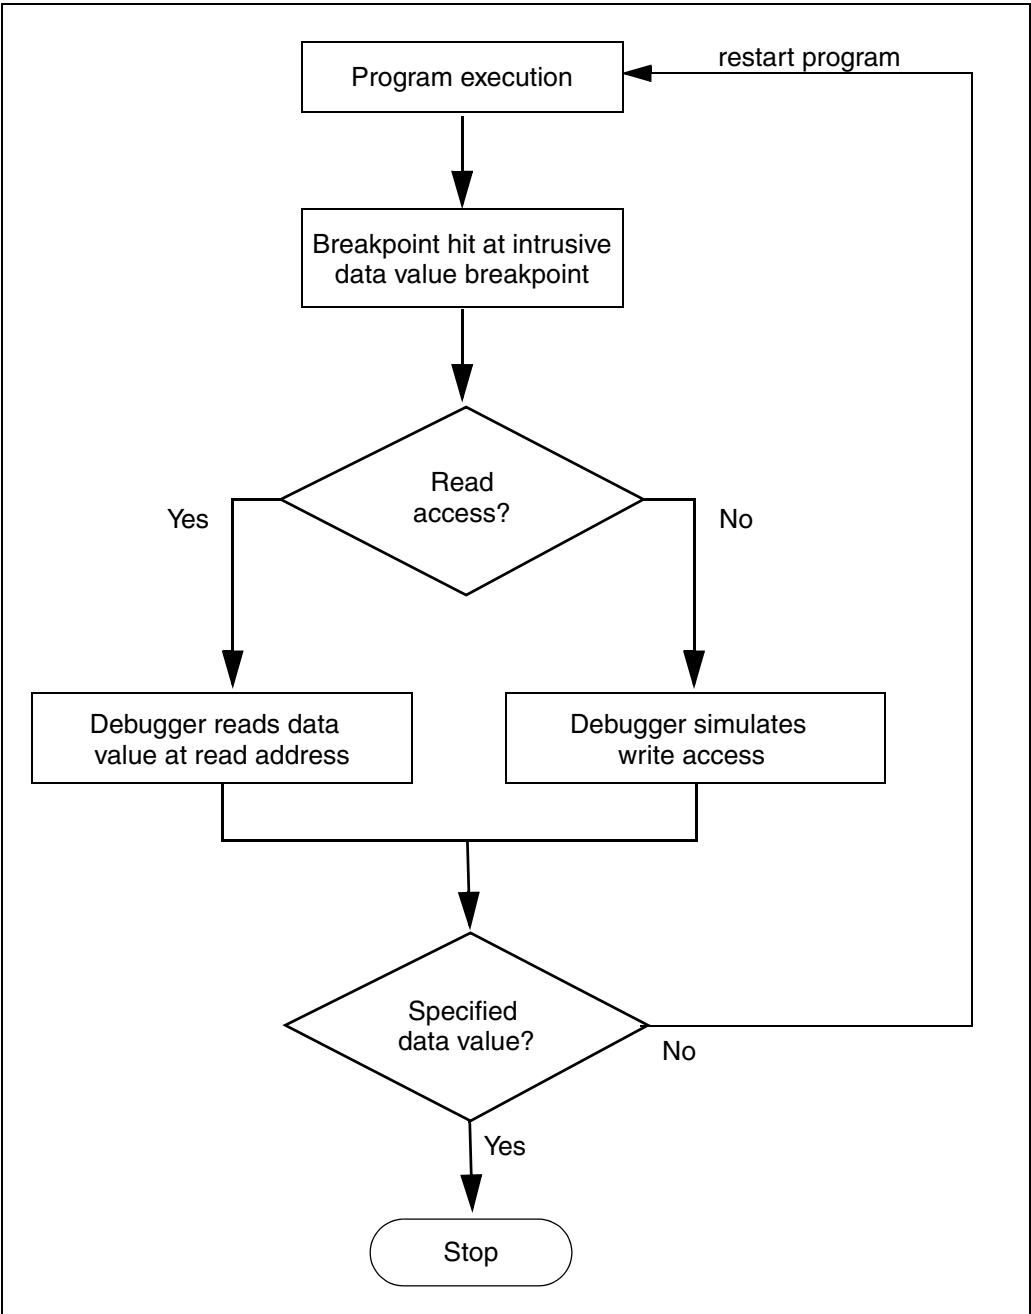 restart program
Program execution
Breakpoint hit at intrusive
data value breakpoint
Read
access?
Yes
No
Debugger reads data
value at read address
Debugger simulates
write access
Specified
data value?
No
Yes
Stop